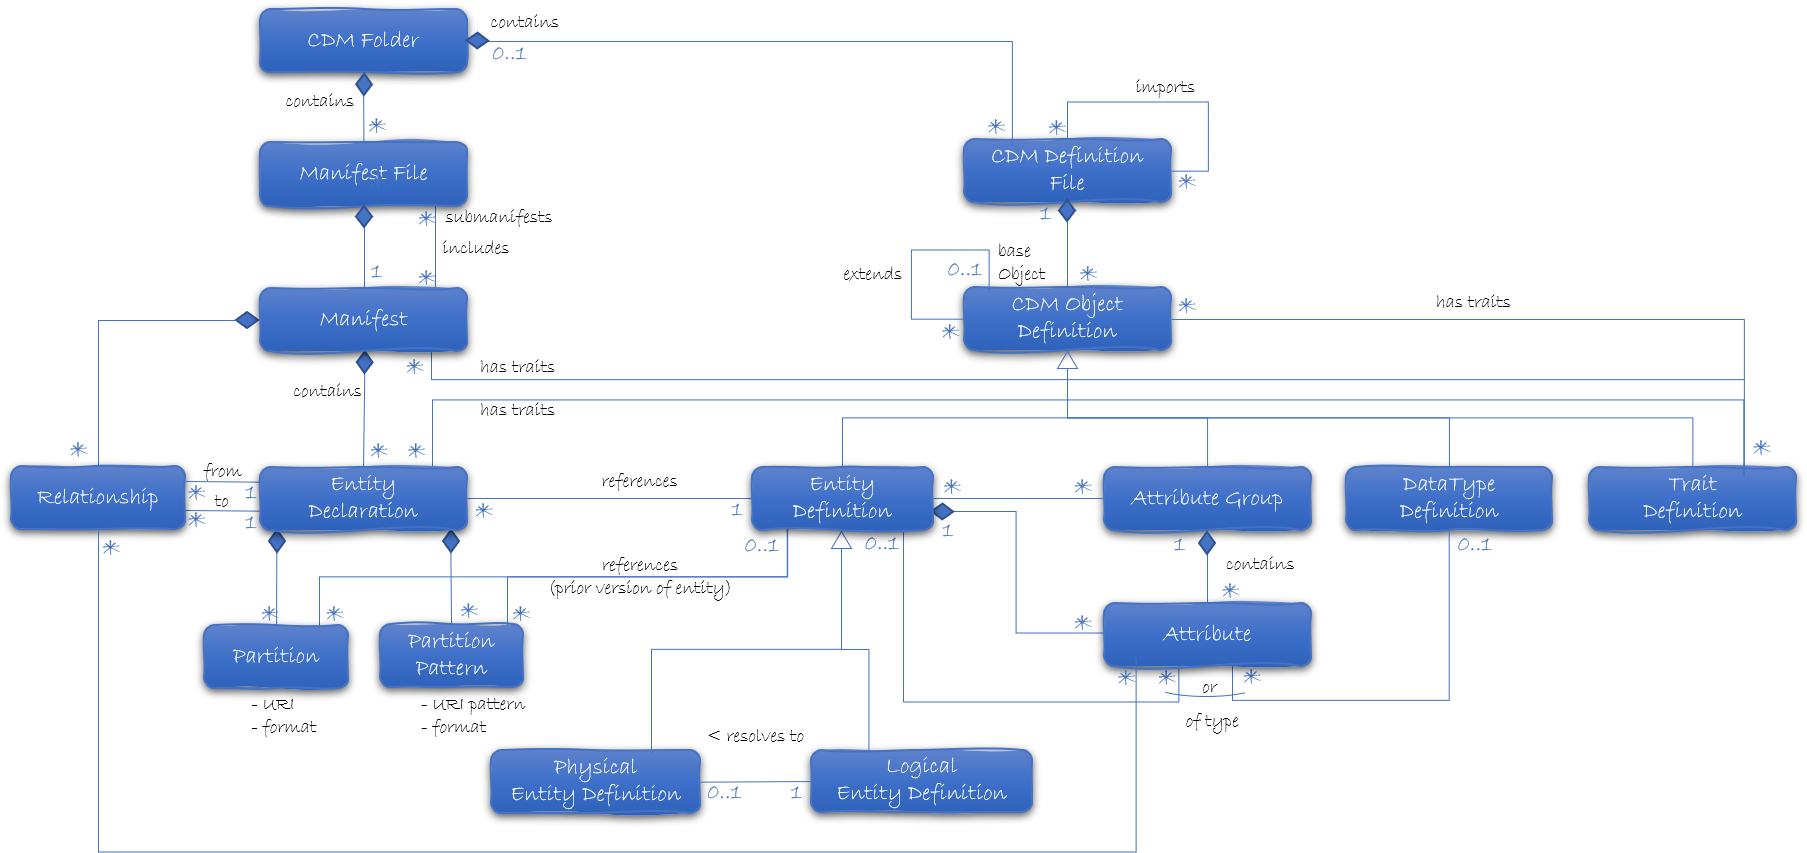 contains
CDM Folder
0..1
contains
imports
*
*
*
CDM Definition
File
Manifest File
*
1
* submanifests
includes
base
Object
extends
0..1
1
*
*
CDM Object
Definition
*
has traits
Manifest
*
*
has traits
contains
has traits
*
*
*
*
from
Relationship
*
to
1
*
1
Entity
Declaration
references
*
1
Entity
Definition
*
*
Attribute Group
DataType
Definition
Trait
Definition
*
0..1
0..1
1
1
0..1
contains
references
(prior version of entity)
*
*
*
*
*
*
Partition
Partition
Pattern
Attribute
- URI
- format
- URI pattern
- format
*
*
*
or
of type
< resolves to
Physical
Entity Definition
0..1
1
Logical
Entity Definition